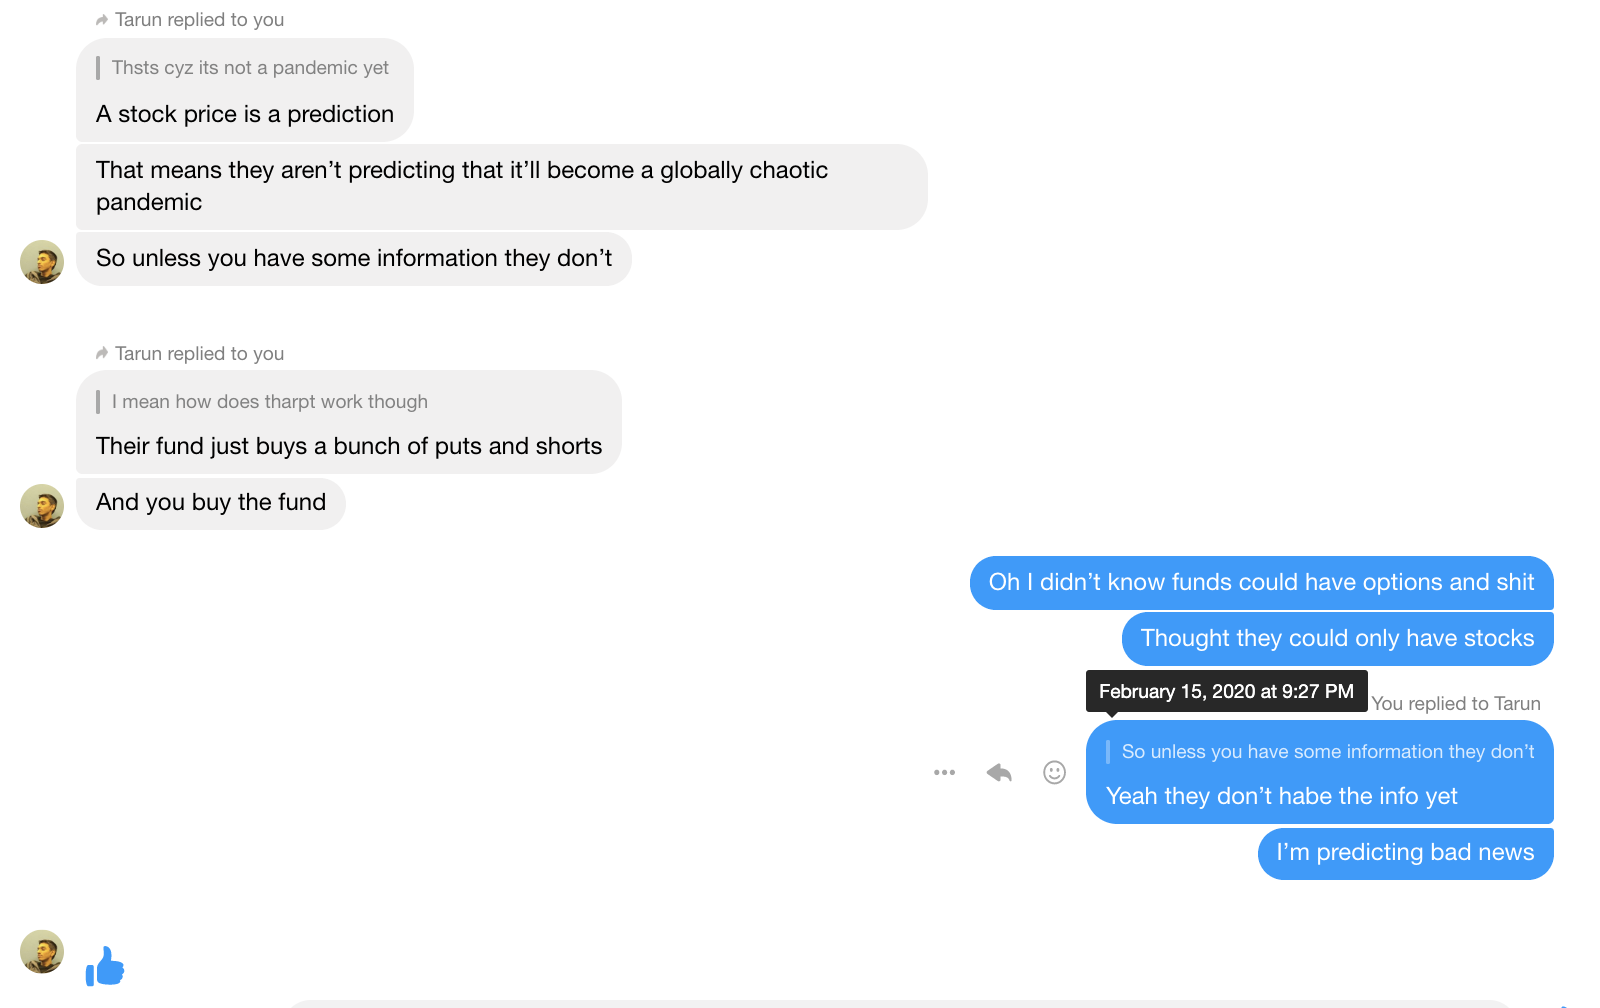 Tarun replied to you
Thsts cyz its not a pandemic yet
A stock price is a prediction
That means they aren’t predicting that it’ll become a globally chaotic
pandemic
So unless you have some information they don’t
Tarun replied to you
I mean how does tharpt work though
Their fund just buys a bunch of puts and shorts
And you buy the fund
Oh I didn’t know funds could have options and shit
Thought they could only have stocks
February 15, 2020 at 9:27 PM
You replied to Tarun
So unless you have some information they don’t
Yeah they don’t habe the info yet
I’m predicting bad news